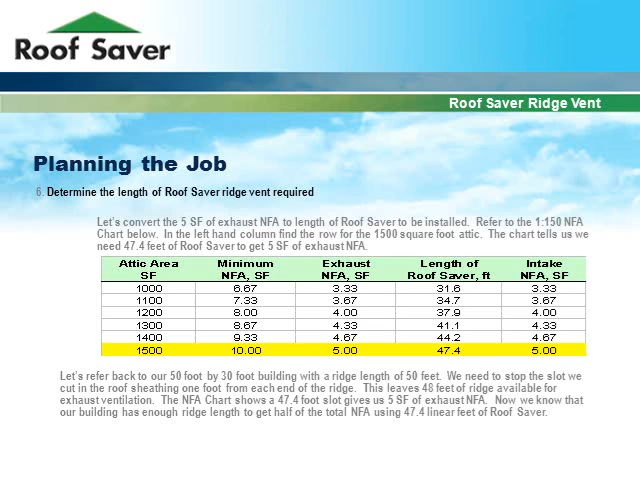 Roof Saver
Roof Saver Ridge Vent
Planning the Job
6. Determine the length of Roof Saver ridge vent required
Let's convert the 5 SF of exhaust NFA to length of Roof Saver to be installed. Refer to the 1:150 NFA
Chart below. In the left hand column find the row for the 1500 square foot attic. The chart tells us we
need 47.4 feet of Roof Saver to get 5 SF of exhaust NFA.
Attic Area Minimum Exhaust Length of Intake
SF NFA, SF NFA, SF Roof Saver, ft NFA, SF
1000 6.67 3.33 31.6 3.33
1100 7.33 3.67 34.7 3.67
1200 8.00 4.00 37.9 4.00
1300 8.67 4.33 41.1 4.33
1400 9.33 4.67 44.2 4.67
1500 10.00 5.00 47.4 5.00
Let's refer back to our 50 foot by 30 foot building with a ridge length of 50 feet. We need to stop the slot we
cut in the roof sheathing one foot from each end of the ridge. This leaves 48 feet of ridge available for
exhaust ventilation. The NFA Chart shows a 47.4 foot slot gives us 5 SF of exhaust NFA. Now we know that
our building has enough ridge length to get half of the total NFA using 47.4 linear feet of Roof Saver.